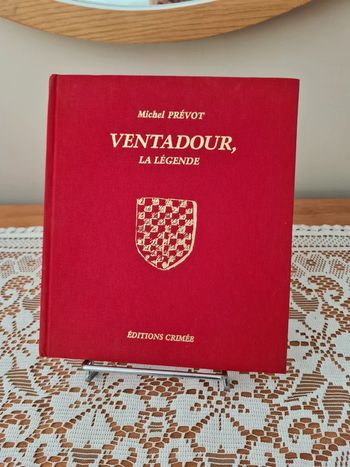 Michel PRÉVOT
VENTADOUR,
LA LÉGENDE
ÉDITIONS CRIMÉE